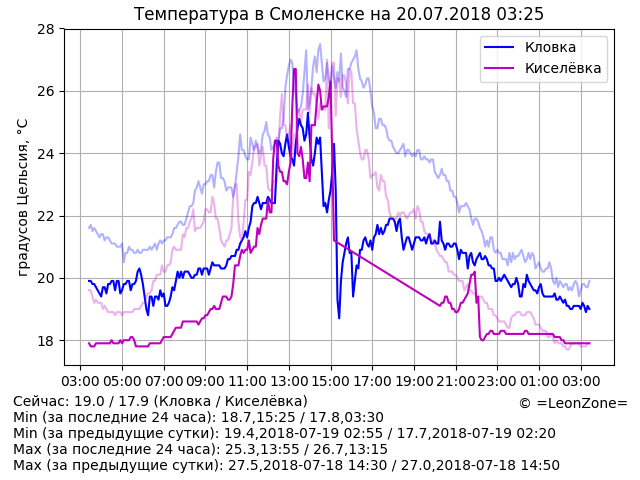 Температура в Смоленске на 20.07.2018 03:25
градусов Цельсия, °C
28
26
24
22
20
18
Кловка
Киселёвка
03:00 05:00 07:00 09:00 11:00 13:00 15:00 17:00 19:00 21:00 23:00 01:00 03:00
Сейчас: 19.0 / 17.9 (Кловка / Киселёвка)
© =LeonZone=
Min (за последние 24 часа): 18.7,15:25 / 17.8,03:30
Min (за предыдущие сутки): 19.4,2018-07-19 02:55 / 17.7,2018-07-19 02:20
Max (за последние 24 часа): 25.3,13:55 / 26.7,13:15
Max (за предыдущие сутки): 27.5,2018-07-18 14:30 / 27.0,2018-07-18 14:50